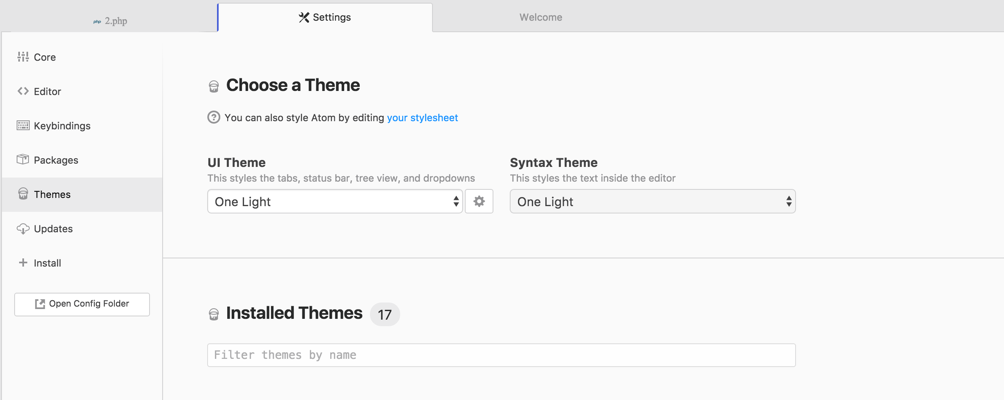 php 2.php
Settings
Welcome
Core
Editor
Keybindings
Packages
Themes
Updates
Install
Open Config Folder
Choose a Theme
? You can also style Atom by editing your stylesheet
UI Theme
This styles the tabs, status bar, tree view, and dropdowns
One Light
Syntax Theme
This styles the text inside the editor
One Light
Installed Themes 17
Filter themes by name